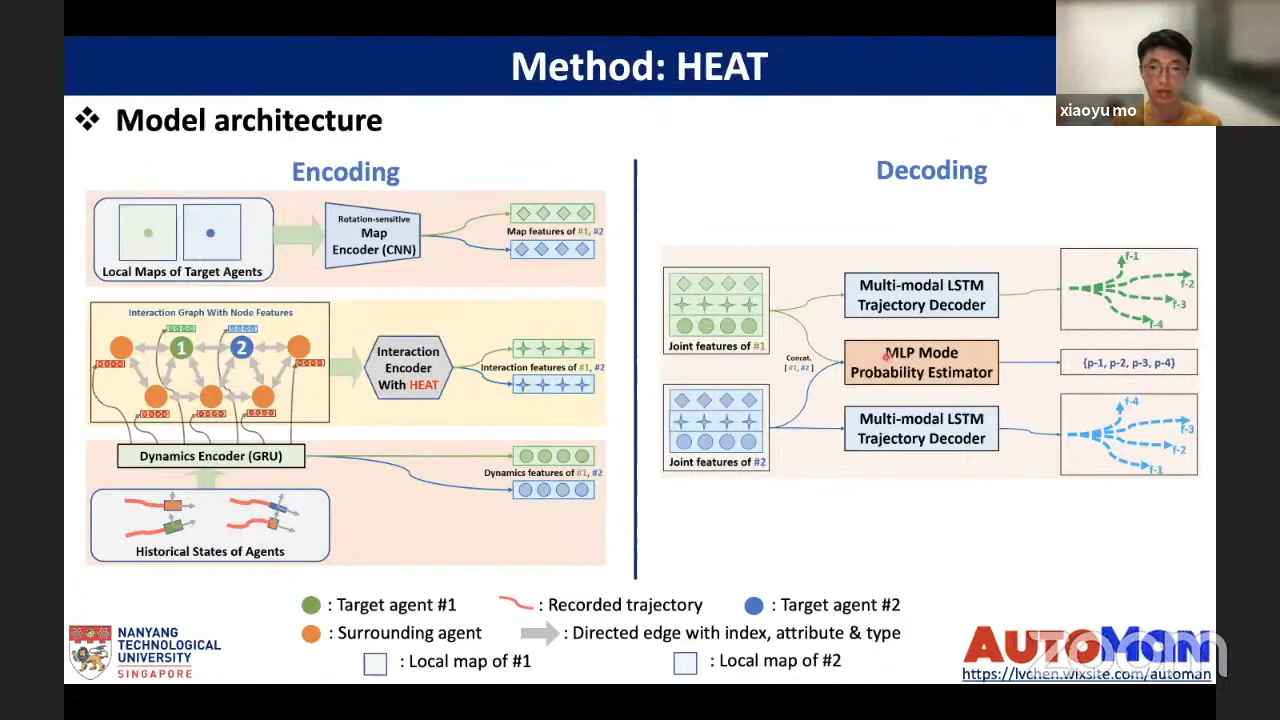 Method: HEAT
xiaoyu mo
❖ Model architecture
Encoding
Local Maps of Target Agents
Rotation-sensitive
Map
Encoder (CNN)
Map features of #1, #2
Interaction Graph With Node Features
1
2
Interaction
Encoder
With HEAT
Interaction features of #1, #2
Dynamics Encoder (GRU)
Dynamics features of #1, #2
Historical States of Agents
Decoding
Joint features of #1
Joint features of #2
Concat.
[ #1, #2 ]
Multi-modal LSTM
Trajectory Decoder
MLP Mode
Probability Estimator
Multi-modal LSTM
Trajectory Decoder
f-1
f-2
f-3
f-4
{p-1, p-2, p-3, p-4}
f-4
f-3
f-2
f-1
: Target agent #1
: Recorded trajectory
: Target agent #2
: Surrounding agent
: Directed edge with index, attribute & type
: Local map of #1
: Local map of #2
NANYANG
TECHNOLOGICAL
UNIVERSITY
SINGAPORE
AUTOMAN
zoom
https://lvchen.wixsite.com/automan